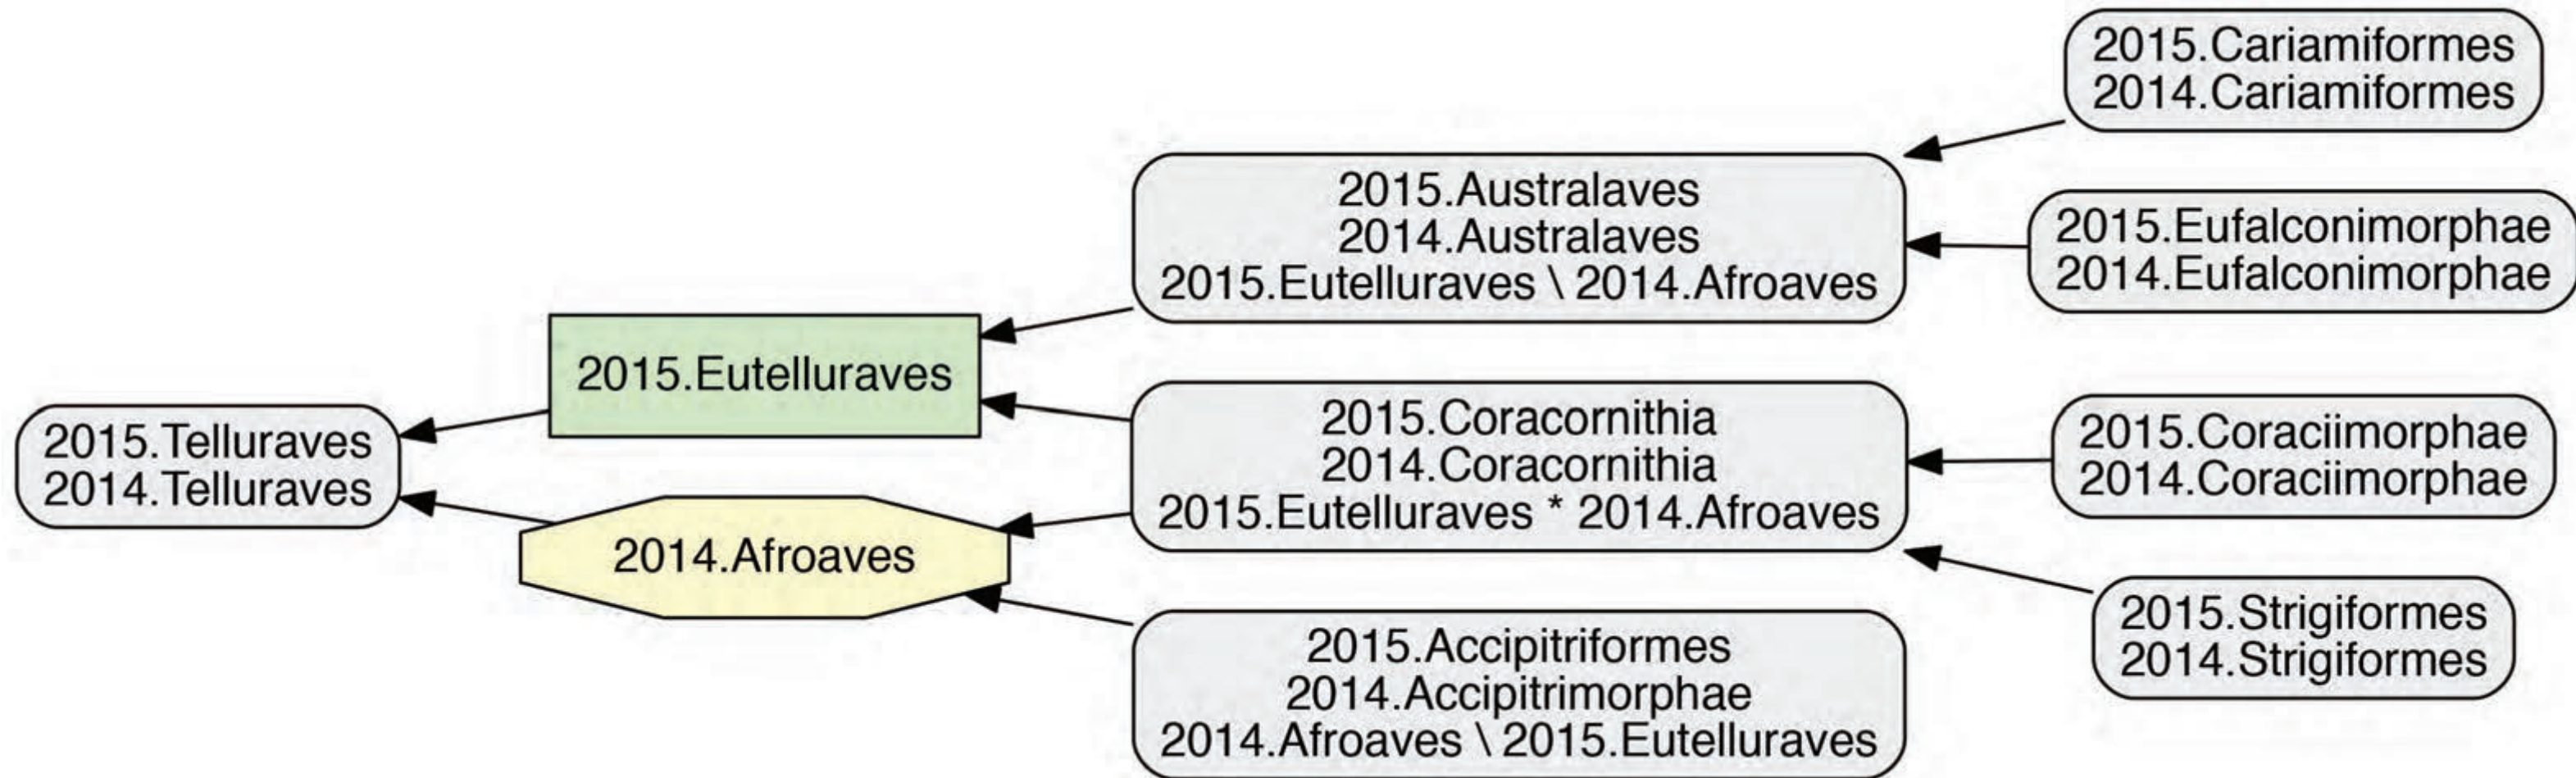 2015.Cariamiformes
2014.Cariamiformes
2015.Australaves
2014.Australaves
2015.Eutelluraves \ 2014.Afroaves
2015.Eufalconimorphae
2014.Eufalconimorphae
2015.Eutelluraves
2015.Telluraves
2014.Telluraves
2014.Afroaves
2015.Coracornithia
2014.Coracornithia
2015.Eutelluraves * 2014.Afroaves
2015.Coraciimorphae
2014.Coraciimorphae
2015.Strigiformes
2014.Strigiformes
2015.Accipitriformes
2014.Accipitrimorphae
2014.Afroaves \ 2015.Eutelluraves